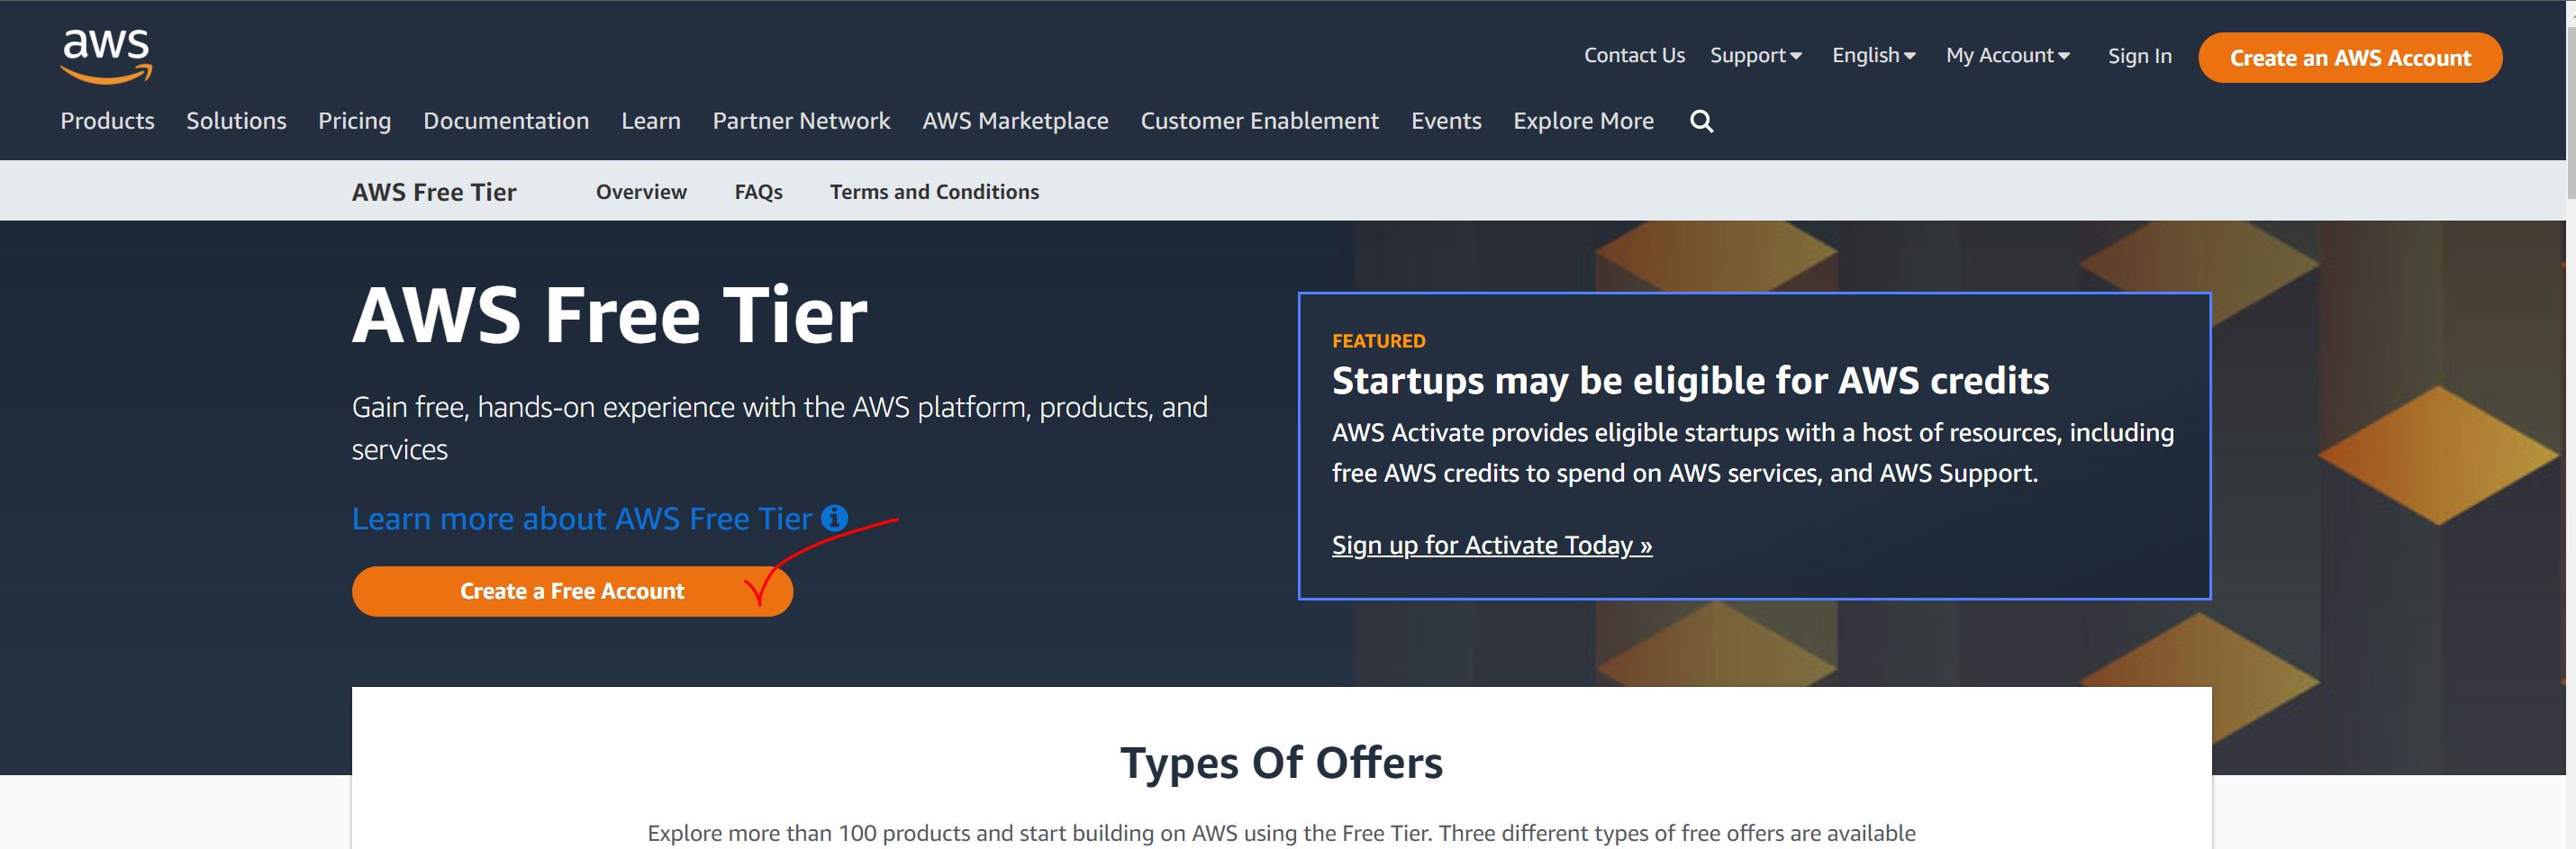 aws
Contact Us Support English My Account Sign In Create an AWS Account
Products Solutions Pricing Documentation Learn Partner Network AWS Marketplace Customer Enablement Events Explore More
AWS Free Tier Overview FAQs Terms and Conditions
AWS Free Tier
Gain free, hands-on experience with the AWS platform, products, and
services
Learn more about AWS Free Tier
Create a Free Account
FEATURED
Startups may be eligible for AWS credits
AWS Activate provides eligible startups with a host of resources, including
free AWS credits to spend on AWS services, and AWS Support.
Sign up for Activate Today »
Types Of Offers
Explore more than 100 products and start building on AWS using the Free Tier. Three different types of free offers are available